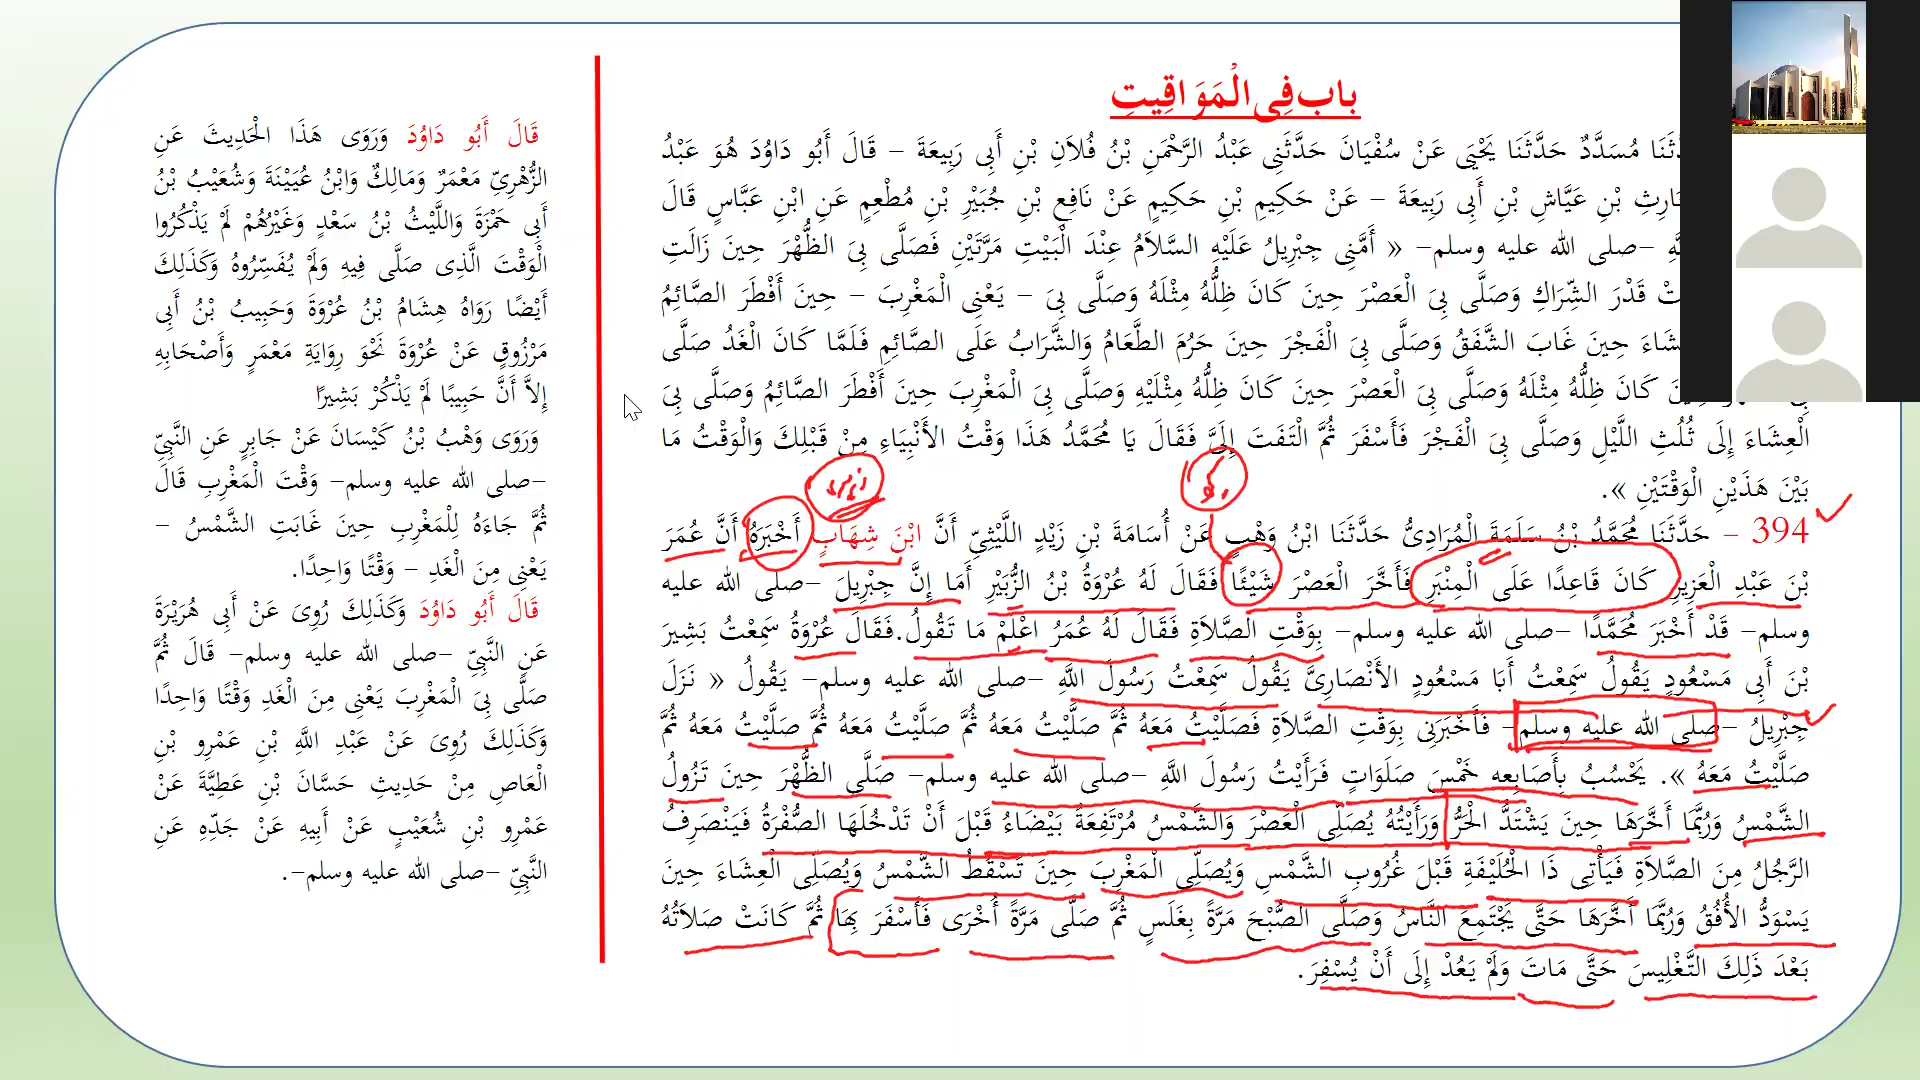 باب فِى الْمَوَاقِيتِ
مُسَدَّدٌ حَدَّثَنَا يَحْيَى عَنْ سُفْيَانَ حَدَّثَنِى عَبْدُ الرَّحْمَنِ بْنُ فُلاَنِ بْنِ أَبِى رَبِيعَةَ – قَالَ أَبُو دَاوُدَ هُوَ عَبْدُ
بْنِ عَيَّاشِ بْنِ أَبِى رَبِيعَةَ – عَنْ حَكِيمِ بْنِ حَكِيمٍ عَنْ نَافِعِ بْنِ جُبَيْرِ بْنِ مُطْعِمٍ عَنِ ابْنِ عَبَّاسٍ قَالَ
–صلى الله عليه وسلم– « أَمَّنِى جِبْرِيلُ عَلَيْهِ السَّلاَمُ عِنْدَ الْبَيْتِ مَرَّتَيْنِ فَصَلَّى بِىَ الظُّهْرَ حِينَ زَالَتِ
قَدْرَ الشِّرَاكِ وَصَلَّى بِىَ الْعَصْرَ حِينَ كَانَ ظِلُّهُ مِثْلَهُ وَصَلَّى بِىَ – يَعْنِى الْمَغْرِبَ – حِينَ أَفْطَرَ الصَّائِمُ
حِينَ غَابَ الشَّفَقُ وَصَلَّى بِىَ الْفَجْرَ حِينَ حَرُمَ الطَّعَامُ وَالشَّرَابُ عَلَى الصَّائِمِ فَلَمَّا كَانَ الْغَدُ صَلَّى
كَانَ ظِلُّهُ مِثْلَهُ وَصَلَّى بِىَ الْعَصْرَ حِينَ كَانَ ظِلُّهُ مِثْلَيْهِ وَصَلَّى بِىَ الْمَغْرِبَ حِينَ أَفْطَرَ الصَّائِمُ وَصَلَّى بِىَ
الْعِشَاءَ إِلَى ثُلُثِ اللَّيْلِ وَصَلَّى بِىَ الْفَجْرَ فَأَسْفَرَ ثُمَّ الْتَفَتَ إِلَىَّ فَقَالَ يَا مُحَمَّدُ هَذَا وَقْتُ الأَنْبِيَاءِ مِنْ قَبْلِكَ وَالْوَقْتُ مَا
بَيْنَ هَذَيْنِ الْوَقْتَيْنِ ».
394 – حَدَّثَنَا مُحَمَّدُ بْنُ سَلَمَةَ الْمُرَادِىُّ حَدَّثَنَا ابْنُ وَهْبٍ عَنْ أُسَامَةَ بْنِ زَيْدٍ اللَّيْثِىِّ أَنَّ ابْنَ شِهَابٍ أَخْبَرَهُ أَنَّ عُمَرَ
بْنَ عَبْدِ الْعَزِيزِ كَانَ قَاعِدًا عَلَى الْمِنْبَرِ فَأَخَّرَ الْعَصْرَ شَيْئًا فَقَالَ لَهُ عُرْوَةُ بْنُ الزُّبَيْرِ أَمَا إِنَّ جِبْرِيلَ –صلى الله عليه
وسلم– قَدْ أَخْبَرَ مُحَمَّدًا –صلى الله عليه وسلم– بِوَقْتِ الصَّلاَةِ فَقَالَ لَهُ عُمَرُ اعْلَمْ مَا تَقُولُ.فَقَالَ عُرْوَةُ سَمِعْتُ بَشِيرَ
بْنَ أَبِى مَسْعُودٍ يَقُولُ سَمِعْتُ أَبَا مَسْعُودٍ الأَنْصَارِىَّ يَقُولُ سَمِعْتُ رَسُولَ اللَّهِ –صلى الله عليه وسلم– يَقُولُ « نَزَلَ
جِبْرِيلُ –صلى الله عليه وسلم– فَأَخْبَرَنِى بِوَقْتِ الصَّلاَةِ فَصَلَّيْتُ مَعَهُ ثُمَّ صَلَّيْتُ مَعَهُ ثُمَّ صَلَّيْتُ مَعَهُ ثُمَّ صَلَّيْتُ مَعَهُ ثُمَّ
صَلَّيْتُ مَعَهُ ». يَحْسُبُ بِأَصَابِعِهِ خَمْسَ صَلَوَاتٍ فَرَأَيْتُ رَسُولَ اللَّهِ –صلى الله عليه وسلم– صَلَّى الظُّهْرَ حِينَ تَزُولُ
الشَّمْسُ وَرُبَّمَا أَخَّرَهَا حِينَ يَشْتَدُّ الْحَرُّ وَرَأَيْتُهُ يُصَلِّى الْعَصْرَ وَالشَّمْسُ مُرْتَفِعَةٌ بَيْضَاءُ قَبْلَ أَنْ تَدْخُلَهَا الصُّفْرَةُ فَيَنْصَرِفُ
الرَّجُلُ مِنَ الصَّلاَةِ فَيَأْتِى ذَا الْحُلَيْفَةِ قَبْلَ غُرُوبِ الشَّمْسِ وَيُصَلِّى الْمَغْرِبَ حِينَ تَسْقُطُ الشَّمْسُ وَيُصَلِّى الْعِشَاءَ حِينَ
يَسْوَدُّ الأُفُقُ وَرُبَّمَا أَخَّرَهَا حَتَّى يَجْتَمِعَ النَّاسُ وَصَلَّى الصُّبْحَ مَرَّةً بِغَلَسٍ ثُمَّ صَلَّى مَرَّةً أُخْرَى فَأَسْفَرَ بِهَا ثُمَّ كَانَتْ صَلاَتُهُ
بَعْدَ ذَلِكَ التَّغْلِيسَ حَتَّى مَاتَ وَلَمْ يَعُدْ إِلَى أَنْ يُسْفِرَ.
قَالَ أَبُو دَاوُدَ وَرَوَى هَذَا الْحَدِيثَ عَنِ
الزُّهْرِىِّ مَعْمَرٌ وَمَالِكٌ وَابْنُ عُيَيْنَةَ وَشُعَيْبُ بْنُ
أَبِى حَمْزَةَ وَاللَّيْثُ بْنُ سَعْدٍ وَغَيْرُهُمْ لَمْ يَذْكُرُوا
الْوَقْتَ الَّذِى صَلَّى فِيهِ وَلَمْ يُفَسِّرُوهُ وَكَذَلِكَ
أَيْضًا رَوَاهُ هِشَامُ بْنُ عُرْوَةَ وَحَبِيبُ بْنُ أَبِى
مَرْزُوقٍ عَنْ عُرْوَةَ نَحْوَ رِوَايَةِ مَعْمَرٍ وَأَصْحَابِهِ
إِلاَّ أَنَّ حَبِيبًا لَمْ يَذْكُرْ بَشِيرًا
وَرَوَى وَهْبُ بْنُ كَيْسَانَ عَنْ جَابِرٍ عَنِ النَّبِىِّ
–صلى الله عليه وسلم– وَقْتَ الْمَغْرِبِ قَالَ
ثُمَّ جَاءَهُ لِلْمَغْرِبِ حِينَ غَابَتِ الشَّمْسُ –
يَعْنِى مِنَ الْغَدِ – وَقْتًا وَاحِدًا.
قَالَ أَبُو دَاوُدَ وَكَذَلِكَ رُوِىَ عَنْ أَبِى هُرَيْرَةَ
عَنِ النَّبِىِّ –صلى الله عليه وسلم– قَالَ ثُمَّ
صَلَّى بِىَ الْمَغْرِبَ يَعْنِى مِنَ الْغَدِ وَقْتًا وَاحِدًا
وَكَذَلِكَ رُوِىَ عَنْ عَبْدِ اللَّهِ بْنِ عَمْرِو بْنِ
الْعَاصِ مِنْ حَدِيثِ حَسَّانَ بْنِ عَطِيَّةَ عَنْ
عَمْرِو بْنِ شُعَيْبٍ عَنْ أَبِيهِ عَنْ جَدِّهِ عَنِ
النَّبِىِّ –صلى الله عليه وسلم–.